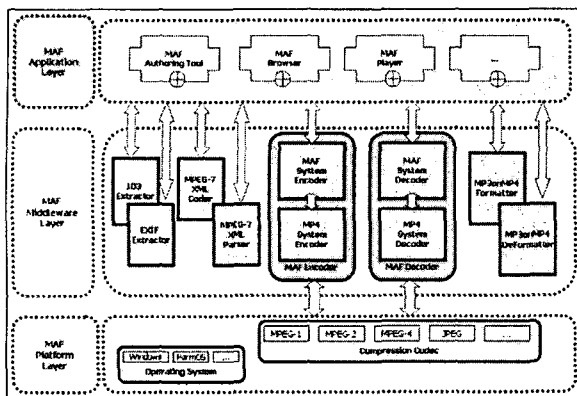 MAF
Application
Layer
MAF
Authoring Tool
MAF
Browser
MAF
Player
...
MAF
Middleware
Layer
ID3
Extractor
EXIF
Extractor
MPEG-7
XML
Coder
MPEG-7
XML
Parser
MAF
System
Encoder
MP4
System
Encoder
MAF Encoder
MAF
System
Decoder
MP4
System
Decoder
MAF Decoder
MP3onMP4
Formatter
MP3onMP4
Deformatter
MAF
Platform
Layer
Windows
...
Operating System
MPEG-1
MPEG-2
MPEG-4
JPEG
...
Compression Codec